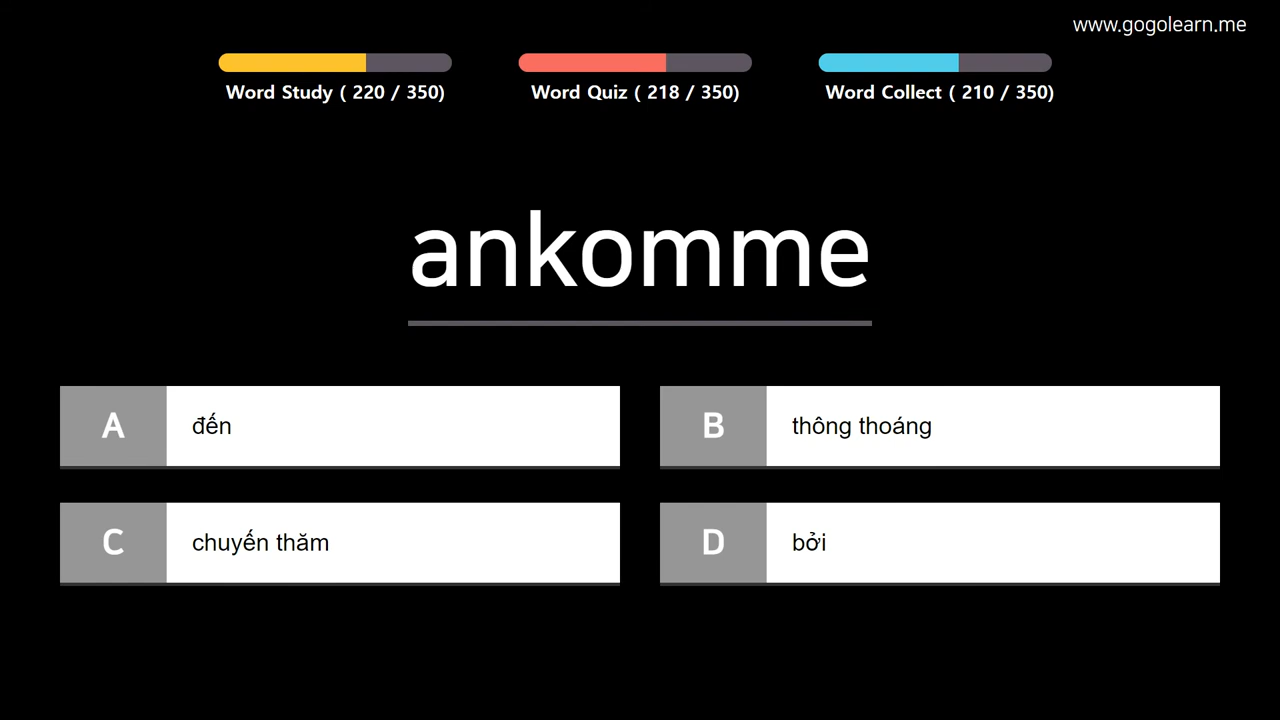 www.gogolearn.me
Word Study ( 220 / 350)
Word Quiz ( 218 / 350)
Word Collect ( 210 / 350)
ankomme
A
đến
B
thông thoáng
C
chuyến thăm
D
bởi